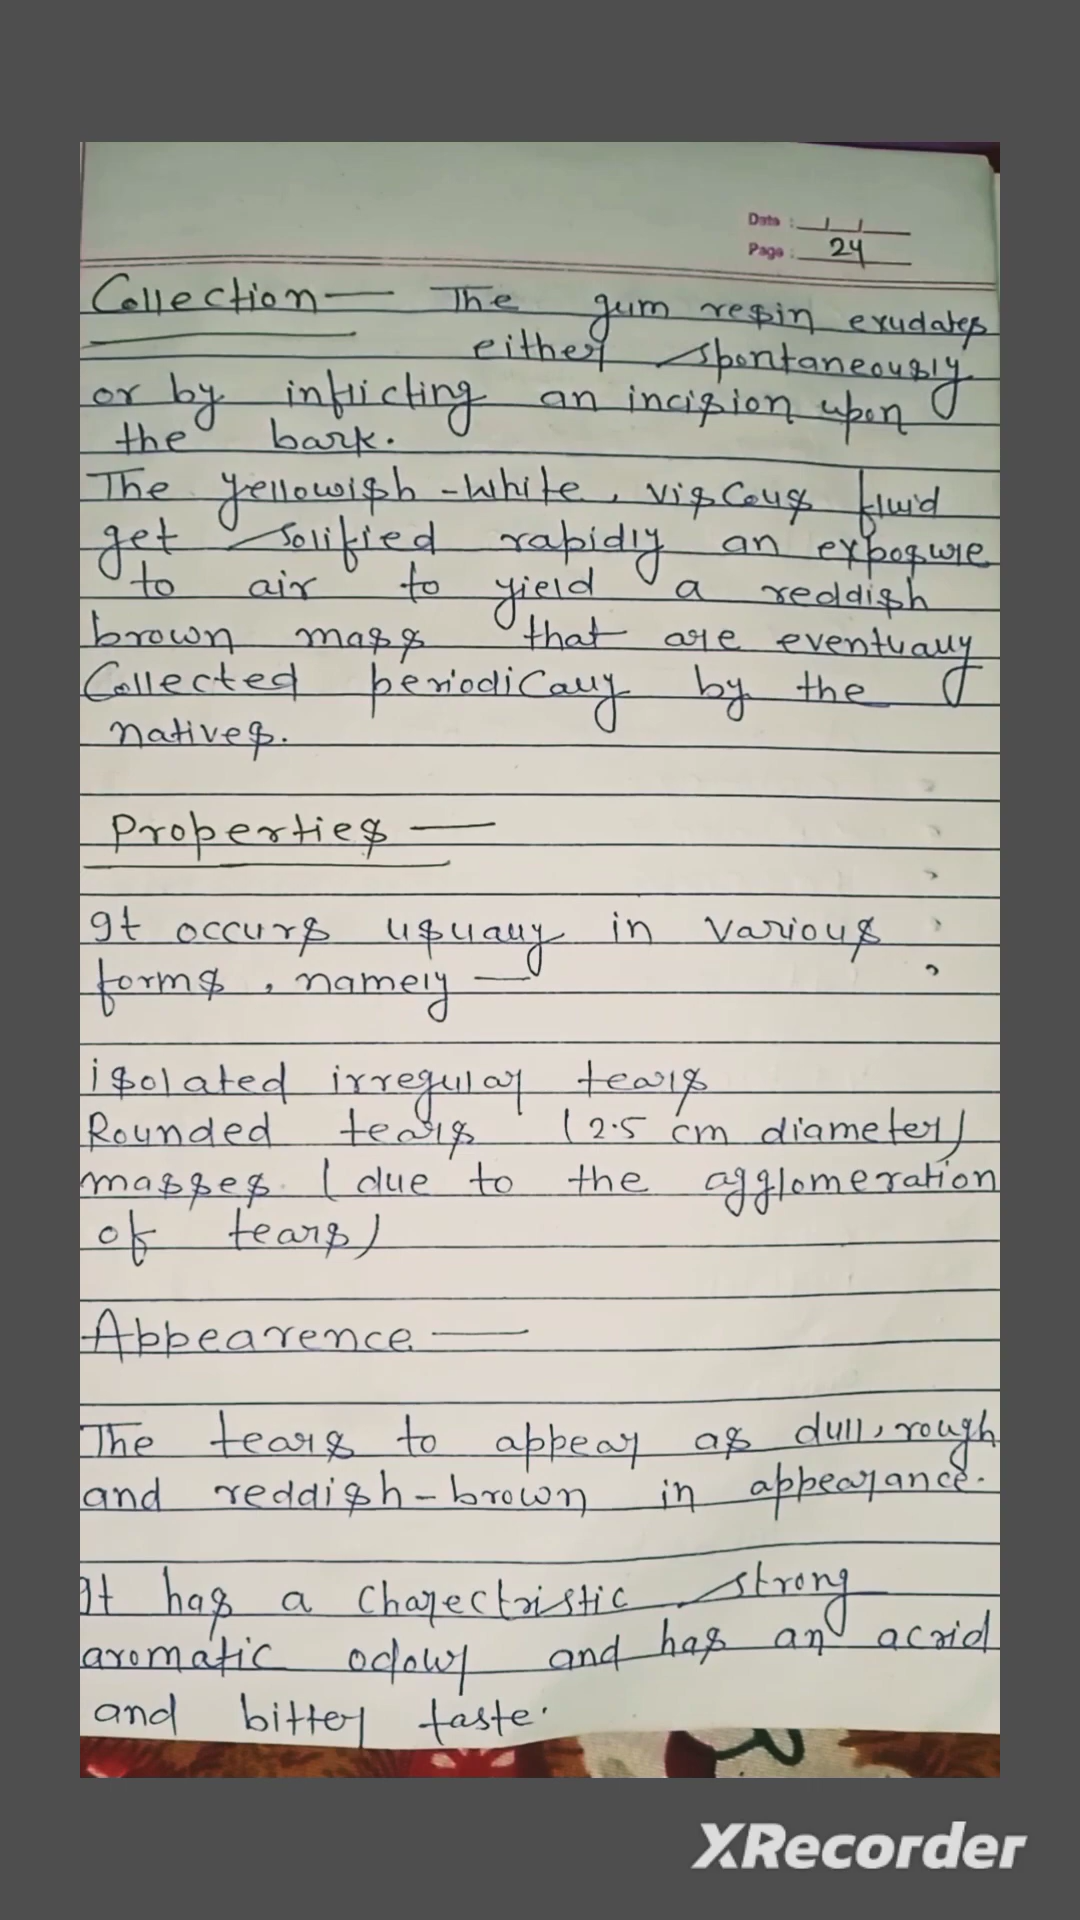 Date :
Page : 24
Collection — The gum resin exudates
either spontaneously
or by inflicting an incision upon
the bark.
The yellowish-white, viscous fluid
get solified rapidly an exposure
to air to yield a reddish
brown mass that are eventually
Collected periodically by the
natives.
Properties —
It occurs usually in various
forms, namely —
isolated irregular tears
Rounded tears (2.5 cm diameter)
masses (due to the agglomeration
of tears)
Appearence —
The tears to appear as dull, rough
and reddish-brown in appearance.
It has a charectristic strong
aromatic odour and has an acrid
and bitter taste.
XRecorder